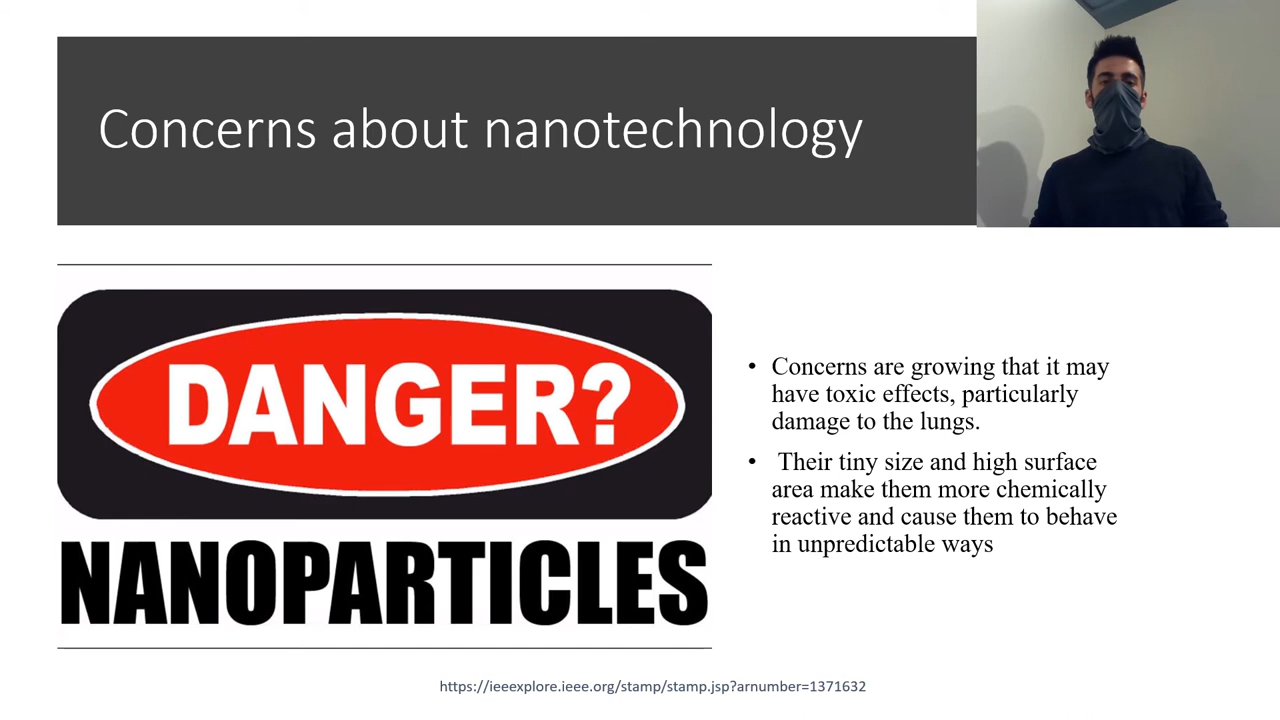 Concerns about nanotechnology
DANGER?
NANOPARTICLES
• Concerns are growing that it may
have toxic effects, particularly
damage to the lungs.
• Their tiny size and high surface
area make them more chemically
reactive and cause them to behave
in unpredictable ways
https://ieeexplore.ieee.org/stamp/stamp.jsp?arnumber=1371632